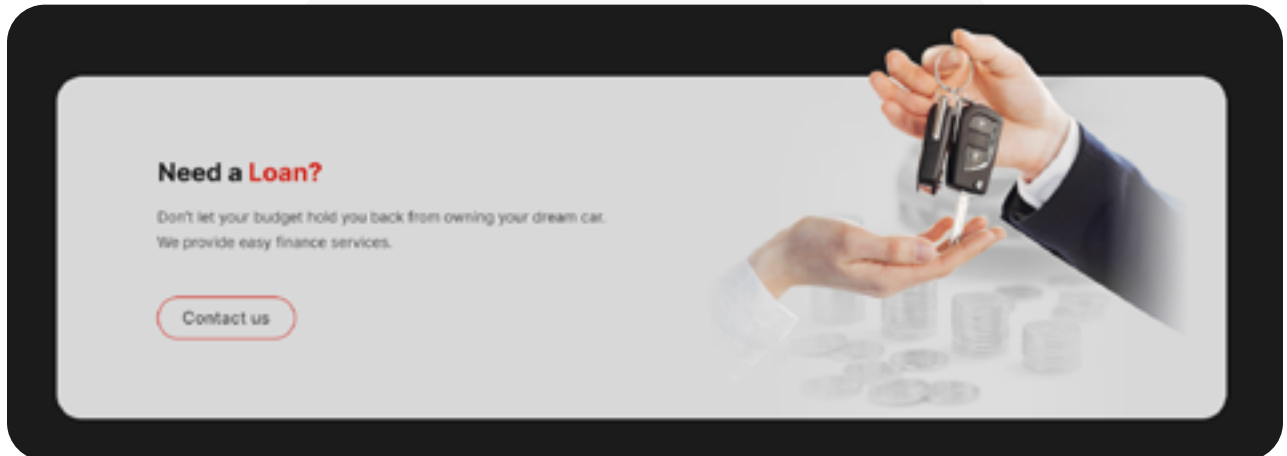 Need a Loan?
Don't let your budget hold you back from owning your dream car.
We provide easy finance services.
Contact us